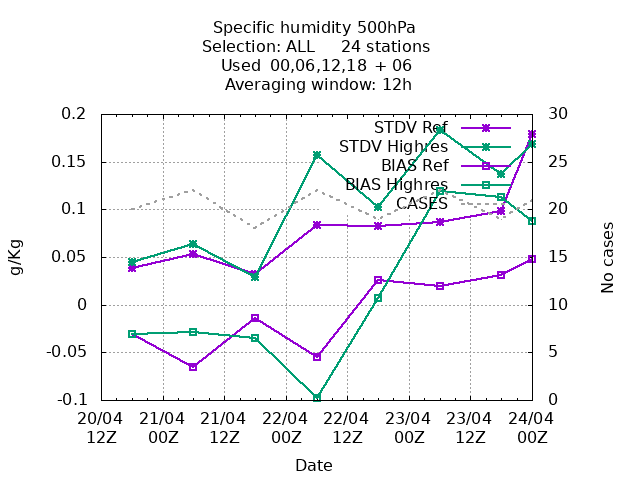 Specific humidity 500hPa
Selection: ALL 24 stations
Used 00,06,12,18 + 06
Averaging window: 12h
0.2
0.15
0.1
0.05
0
-0.05
-0.1
g/Kg
30
25
20
15
10
5
0
No cases
STDV Ref
STDV Highres
BIAS Ref
BIAS Highres
CASES
20/04 21/04 21/04 22/04 22/04 23/04 23/04 24/04
12Z 00Z 12Z 00Z 12Z 00Z 12Z 00Z
Date